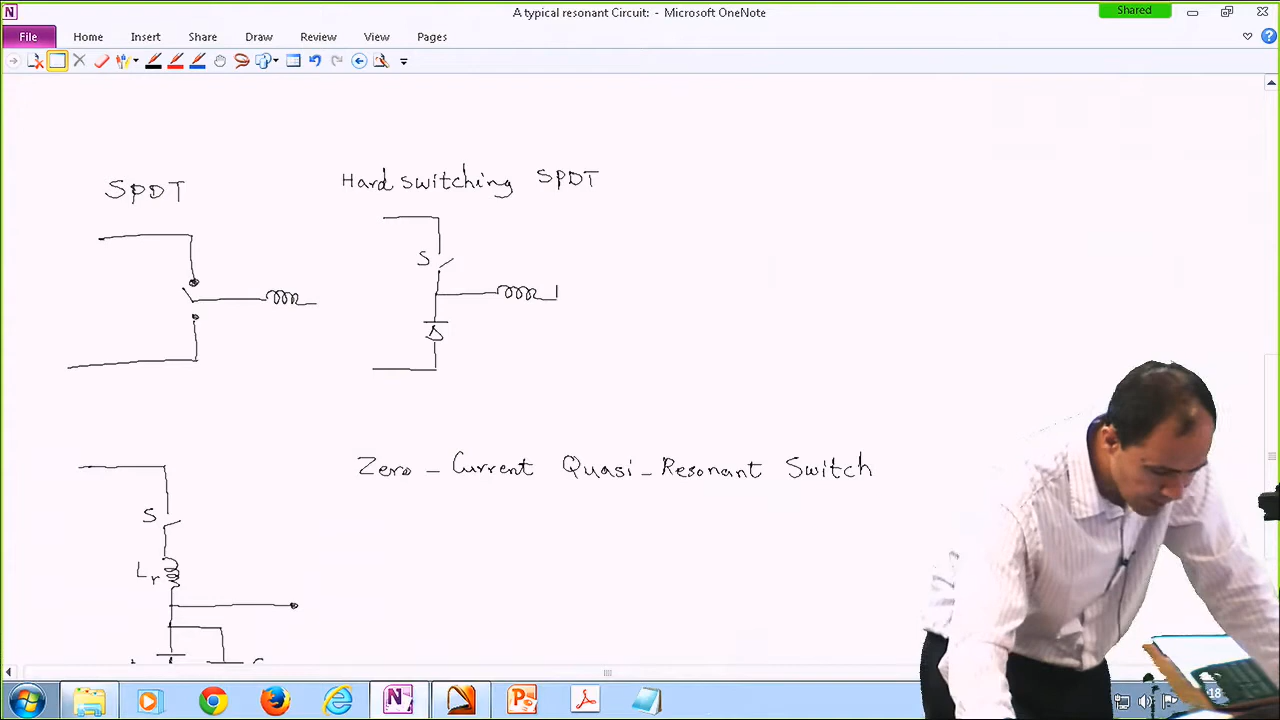 A typical resonant Circuit: - Microsoft OneNote
Shared
File Home Insert Share Draw Review View Pages
SPDT
Hard switching SPDT
S
Zero - Current Quasi - Resonant Switch
S
Lr
18